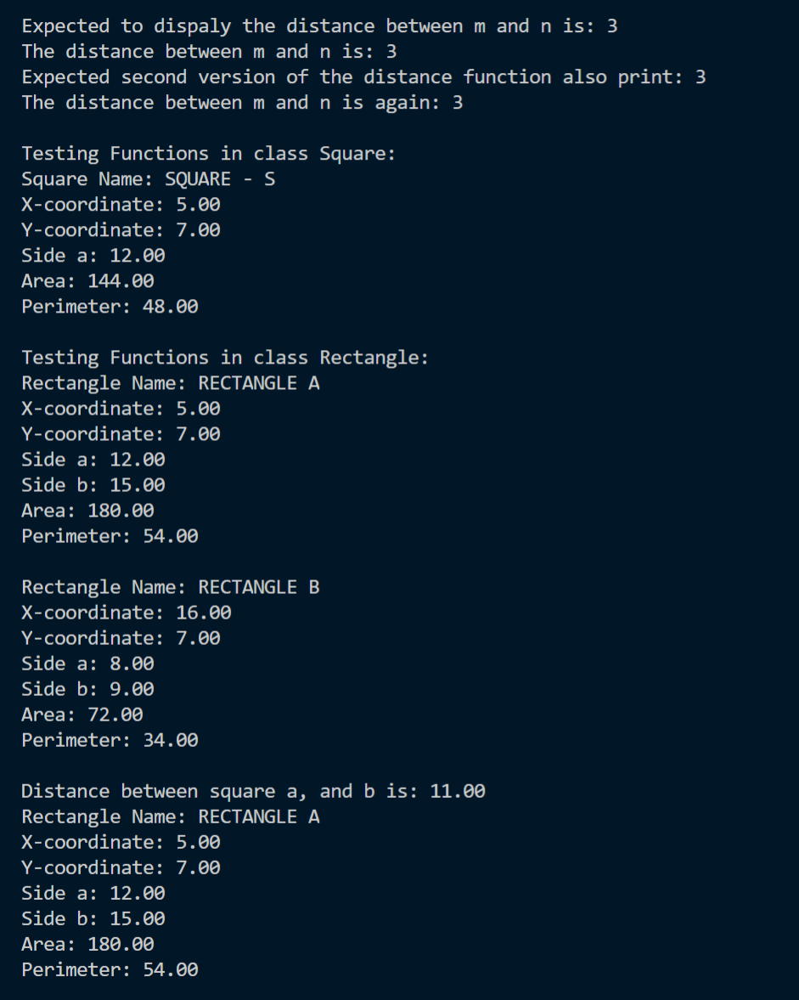 Expected to dispaly the distance between m and n is: 3
The distance between m and n is: 3
Expected second version of the distance function also print: 3
The distance between m and n is again: 3
Testing Functions in class Square:
Square Name: SQUARE - S
X-coordinate: 5.00
Y-coordinate: 7.00
Side a: 12.00
Area: 144.00
Perimeter: 48.00
Testing Functions in class Rectangle:
Rectangle Name: RECTANGLE A
X-coordinate: 5.00
Y-coordinate: 7.00
Side a: 12.00
Side b: 15.00
Area: 180.00
Perimeter: 54.00
Rectangle Name: RECTANGLE B
X-coordinate: 16.00
Y-coordinate: 7.00
Side a: 8.00
Side b: 9.00
Area: 72.00
Perimeter: 34.00
Distance between square a, and b is: 11.00
Rectangle Name: RECTANGLE A
X-coordinate: 5.00
Y-coordinate: 7.00
Side a: 12.00
Side b: 15.00
Area: 180.00
Perimeter: 54.00